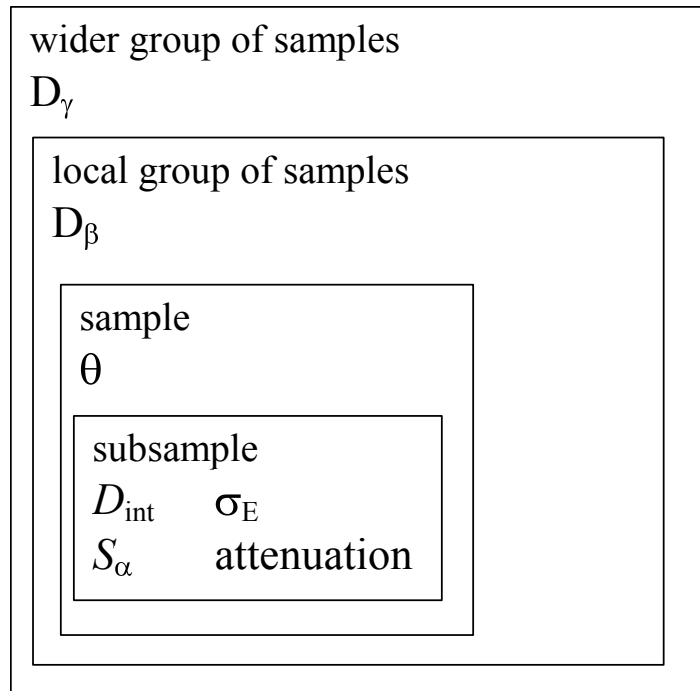 wider group of samples
Dγ
local group of samples
Dβ
sample
θ
subsample
Dint σE
Sα attenuation